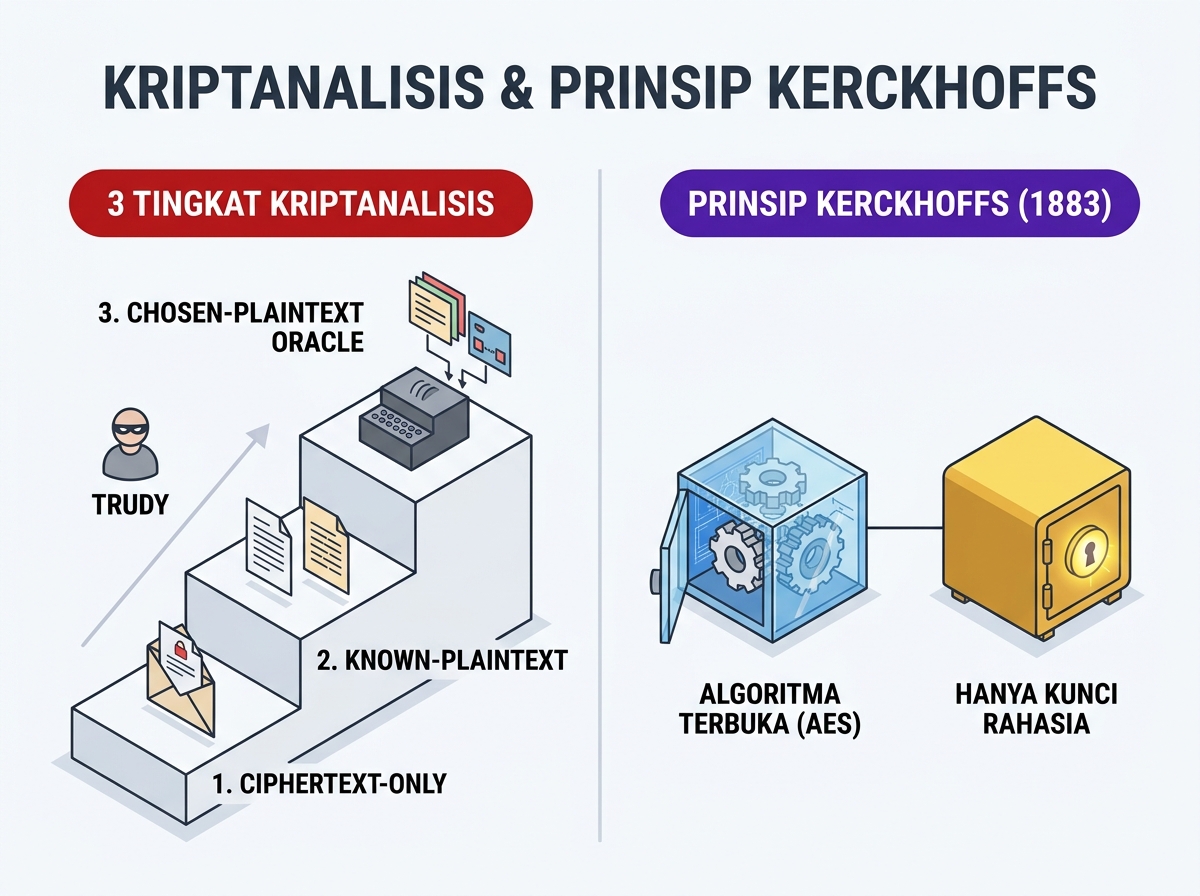 KRIPTANALISIS & PRINSIP KERCKHOFFS
3 TINGKAT KRIPTANALISIS
3. CHOSEN-PLAINTEXT
ORACLE
TRUDY
2. KNOWN-PLAINTEXT
1. CIPHERTEXT-ONLY
PRINSIP KERCKHOFFS (1883)
ALGORITMA
TERBUKA (AES)
HANYA KUNCI
RAHASIA